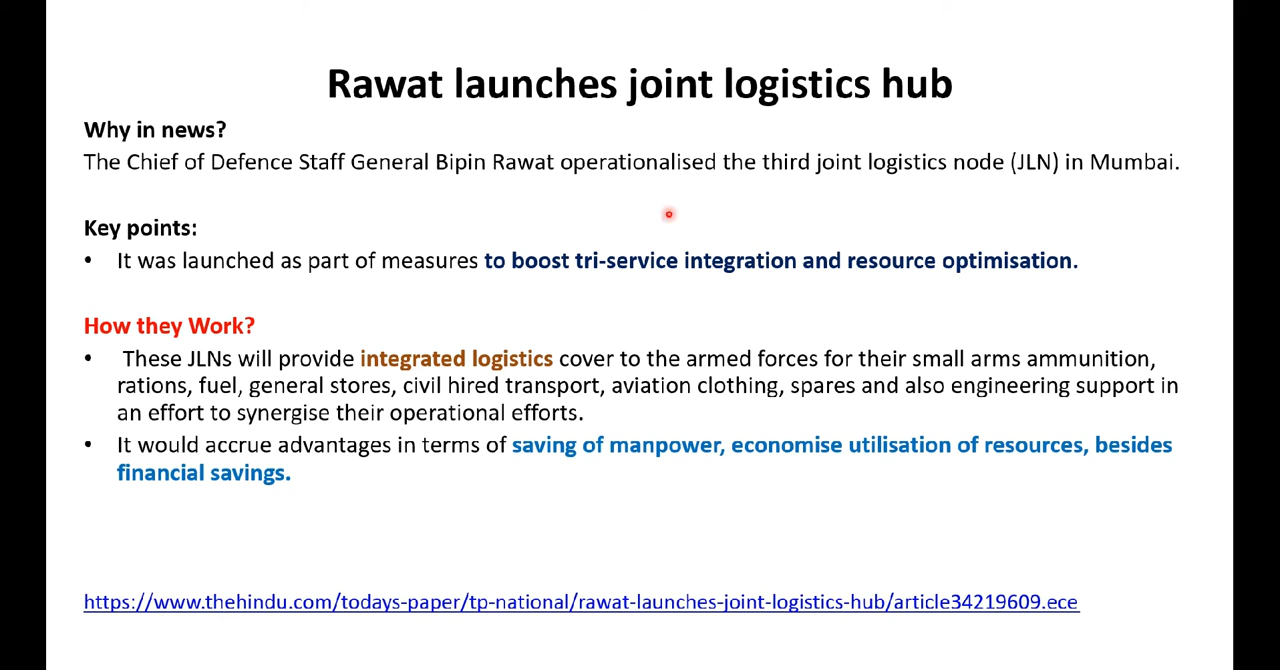 Rawat launches joint logistics hub
Why in news?
The Chief of Defence Staff General Bipin Rawat operationalised the third joint logistics node (JLN) in Mumbai.
Key points:
• It was launched as part of measures to boost tri-service integration and resource optimisation.
How they Work?
• These JLNs will provide integrated logistics cover to the armed forces for their small arms ammunition,
rations, fuel, general stores, civil hired transport, aviation clothing, spares and also engineering support in
an effort to synergise their operational efforts.
• It would accrue advantages in terms of saving of manpower, economise utilisation of resources, besides
financial savings.
https://www.thehindu.com/todays-paper/tp-national/rawat-launches-joint-logistics-hub/article34219609.ece